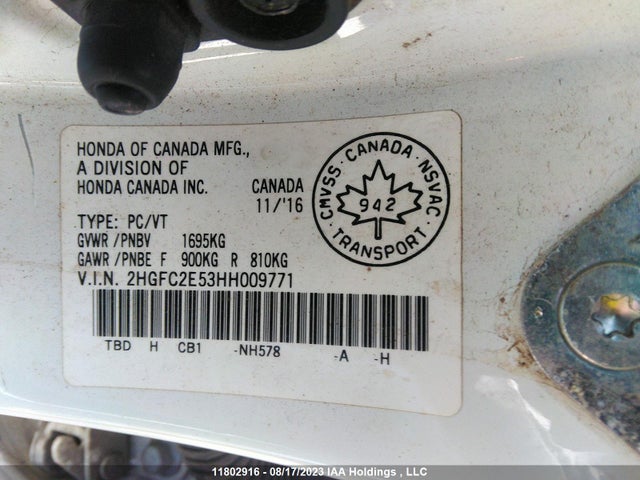 HONDA OF CANADA MFG.,
A DIVISION OF
HONDA CANADA INC. CANADA
11/'16
TYPE: PC/VT
GVWR /PNBV 1695KG
GAWR /PNBE F 900KG R 810KG
V.I.N. 2HGFC2E53HH009771
CMVSS · CANADA · NSVAC
942
TRANSPORT
TBD H CB1 -NH578 -A -H
11802916 - 08/17/2023 IAA Holdings , LLC